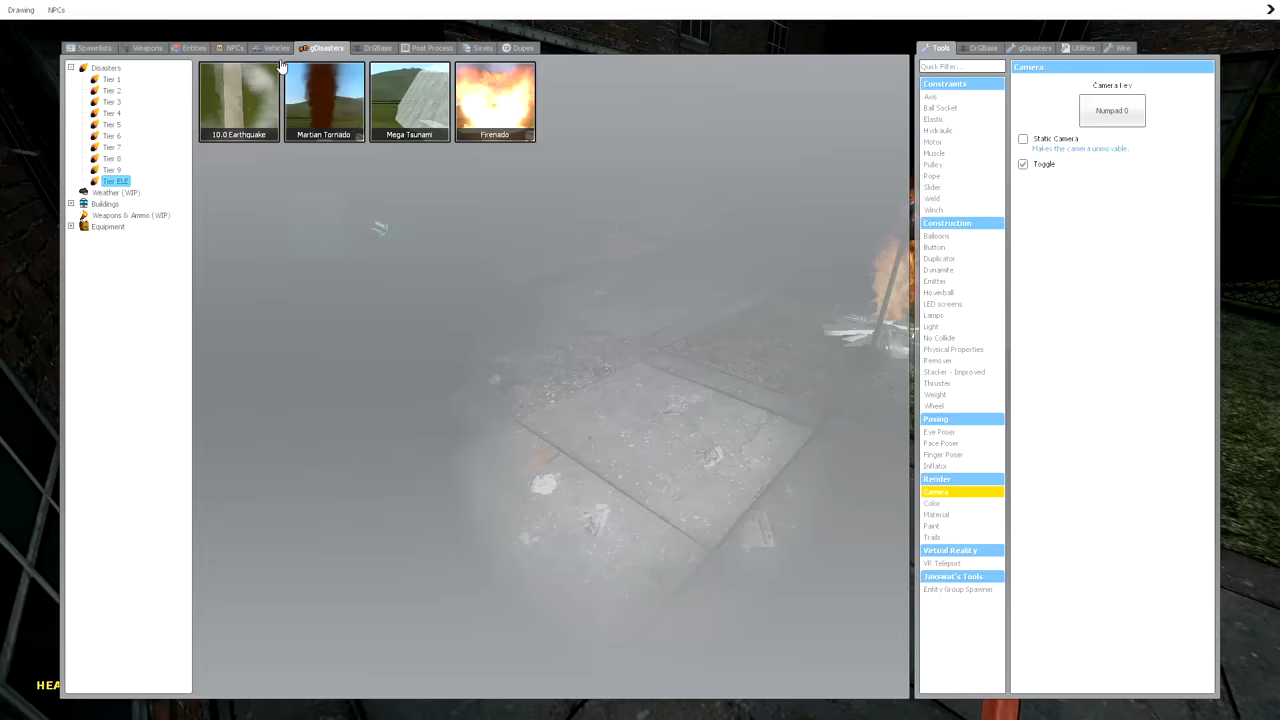 Drawing NPCs
Spawnlists Weapons Entities NPCs Vehicles gDisasters DrGBase Post Process Saves Dupes
Disasters
Tier 1
Tier 2
Tier 3
Tier 4
Tier 5
Tier 6
Tier 7
Tier 8
Tier 9
Tier ELE
Weather (WIP)
Buildings
Weapons & Ammo (WIP)
Equipment
10.0 Earthquake
Martian Tornado
Mega Tsunami
Firenado
HEA
Tools DrGBase gDisasters Utilities Wire
Quick Filter...
Constraints
Axis
Ball Socket
Elastic
Hydraulic
Motor
Muscle
Pulley
Rope
Slider
Weld
Winch
Construction
Balloons
Button
Duplicator
Dynamite
Emitter
Hoverball
LED screens
Lamps
Light
No Collide
Physical Properties
Remover
Stacker - Improved
Thruster
Weight
Wheel
Posing
Eye Poser
Face Poser
Finger Poser
Inflator
Render
Camera
Color
Material
Paint
Trails
Virtual Reality
VR Teleport
Jaxswat's Tools
Entity Group Spawner
Camera
Camera Key
Numpad 0
Static Camera
Makes the camera unmovable.
Toggle